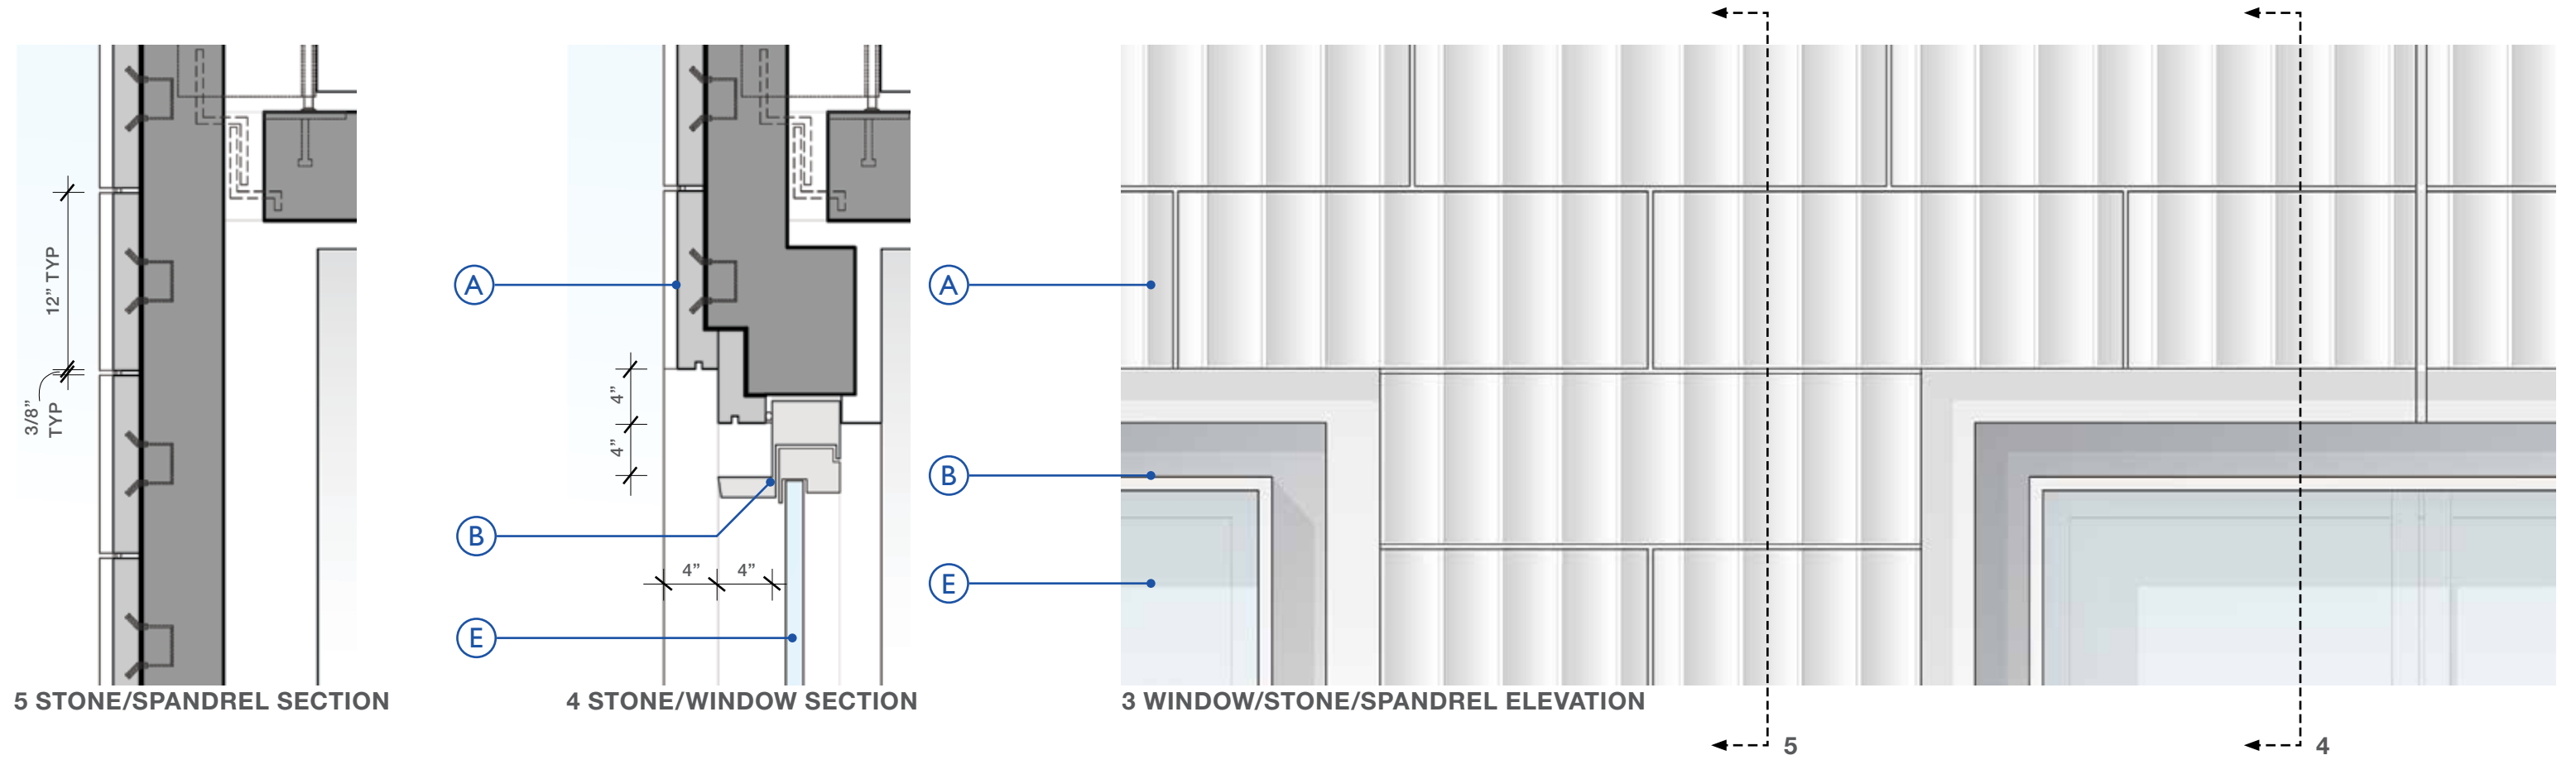 12” TYP
3/8”
TYP
5 STONE/SPANDREL SECTION
A
4”
4”
B
4” 4”
E
4 STONE/WINDOW SECTION
A
B
E
3 WINDOW/STONE/SPANDREL ELEVATION
5
4